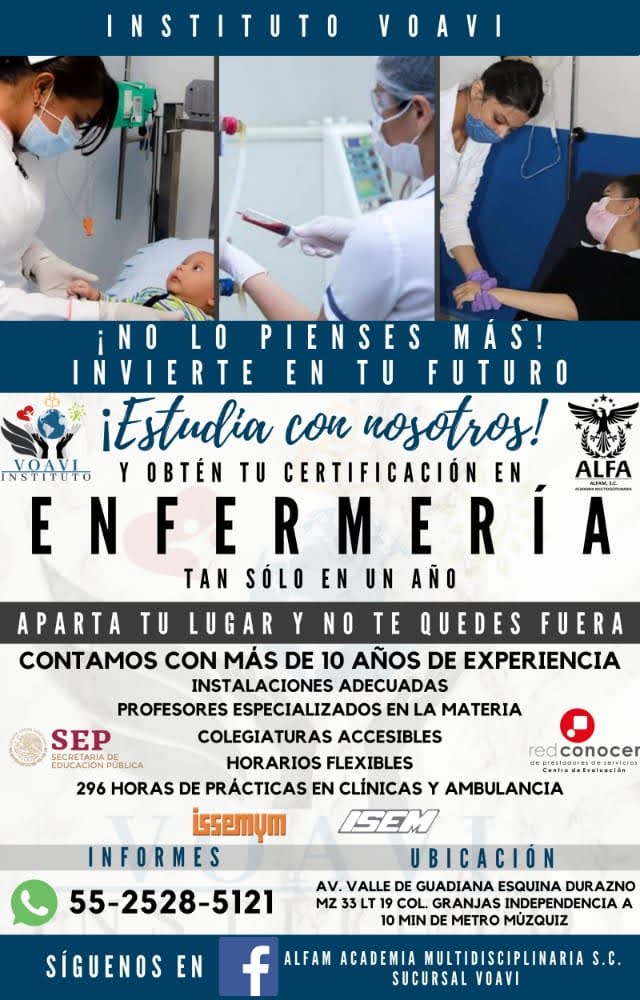 INSTITUTO VOAVI
¡NO LO PIENSES MÁS!
INVIERTE EN TU FUTURO
VOAVI
INSTITUTO
¡Estudia con nosotros!
ALFA
ALFAM, S.C.
ACADEMIA MULTIDISCIPLINARIA
Y OBTÉN TU CERTIFICACIÓN EN
ENFERMERÍA
TAN SÓLO EN UN AÑO
APARTA TU LUGAR Y NO TE QUEDES FUERA
CONTAMOS CON MÁS DE 10 AÑOS DE EXPERIENCIA
INSTALACIONES ADECUADAS
PROFESORES ESPECIALIZADOS EN LA MATERIA
COLEGIATURAS ACCESIBLES
HORARIOS FLEXIBLES
296 HORAS DE PRÁCTICAS EN CLÍNICAS Y AMBULANCIA
SEP
SECRETARÍA DE
EDUCACIÓN PÚBLICA
red conocer
de prestadores de servicios
Centro de Evaluación
issemym
ISEM
VOAVI
INSTITUTO
INFORMES
55-2528-5121
UBICACIÓN
AV. VALLE DE GUADIANA ESQUINA DURAZNO
MZ 33 LT 19 COL. GRANJAS INDEPENDENCIA A
10 MIN DE METRO MÚZQUIZ
SÍGUENOS EN
f
ALFAM ACADEMIA MULTIDISCIPLINARIA S.C.
SUCURSAL VOAVI